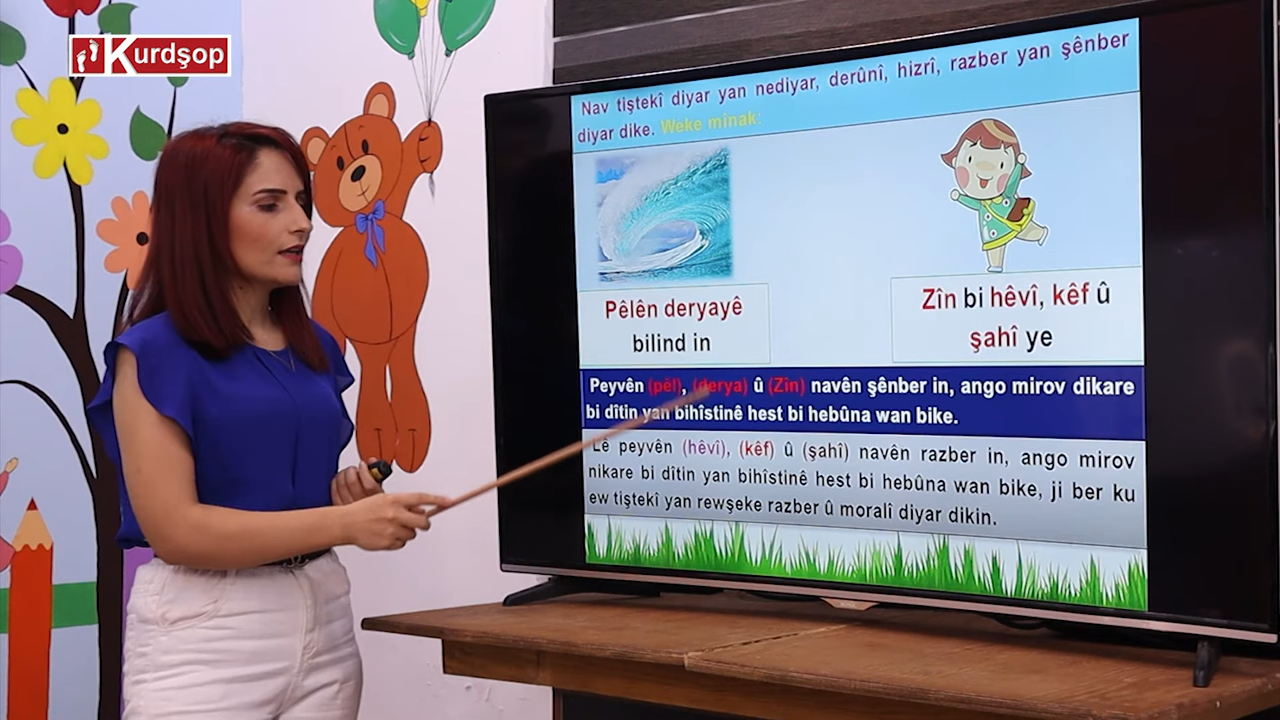 Kurdşop
Nav tiştekî diyar yan nediyar, derûnî, hizrî, razber yan şênber
diyar dike. Weke mînak:
Pêlên deryayê
bilind in
Zîn bi hêvî, kêf û
şahî ye
Peyvên (pêl), (derya) û (Zîn) navên şênber in, ango mirov dikare
bi dîtin yan bihîstinê hest bi hebûna wan bike.
Lê peyvên (hêvî), (kêf) û (şahî) navên razber in, ango mirov
nikare bi dîtin yan bihîstinê hest bi hebûna wan bike, ji ber ku
ew tiştekî yan rewşeke razber û moralî diyar dikin.